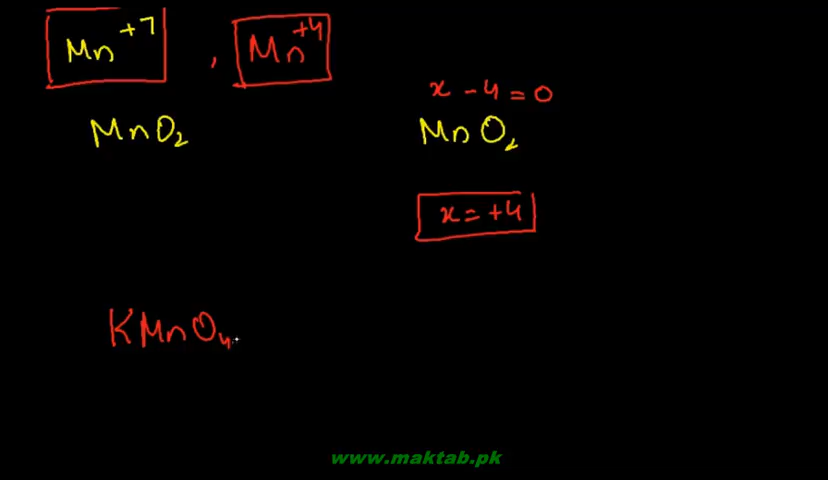 Mn+7 , Mn+4
x - 4 = 0
MnO2 MnO2
x = +4
KMnO4
www.maktab.pk